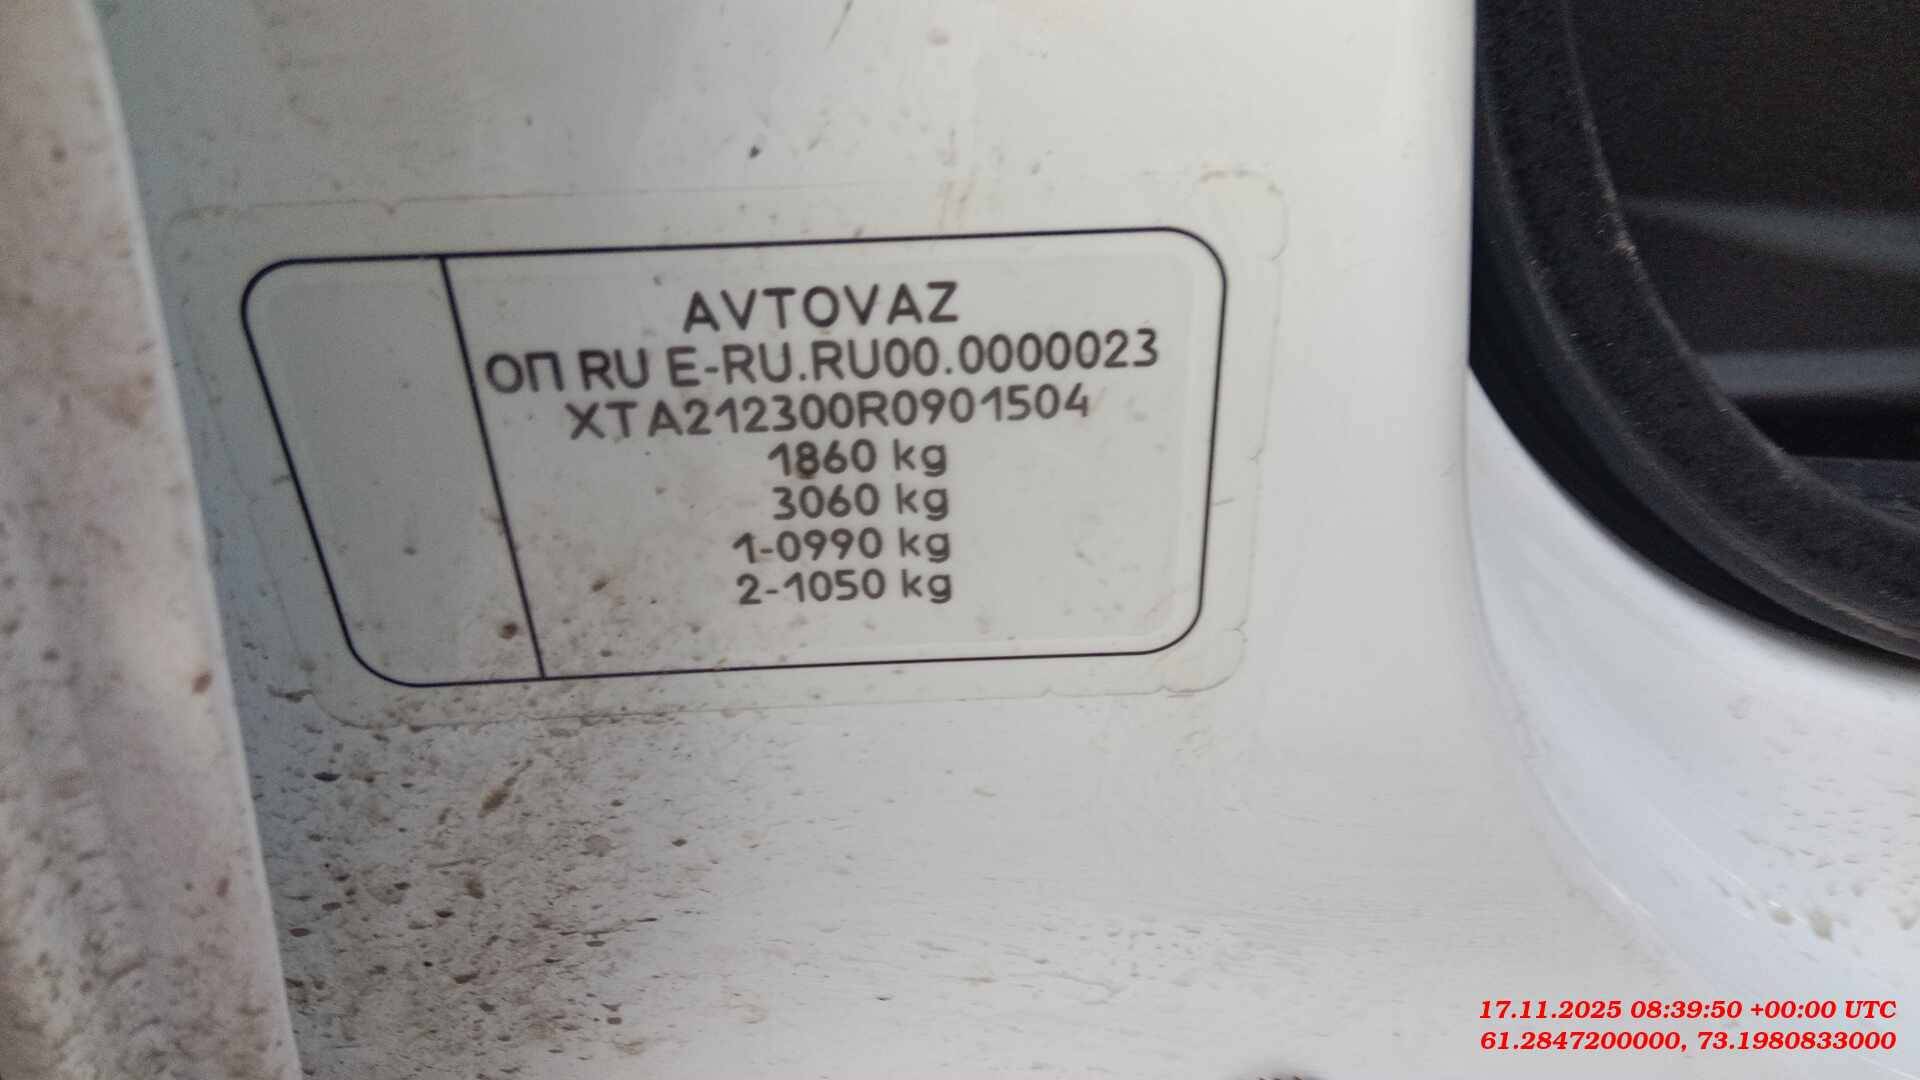 AVTOVAZ
ОП RU E-RU.RU00.0000023
XTA212300R0901504
1860 kg
3060 kg
1-0990 kg
2-1050 kg
17.11.2025 08:39:50 +00:00 UTC
61.2847200000, 73.1980833000